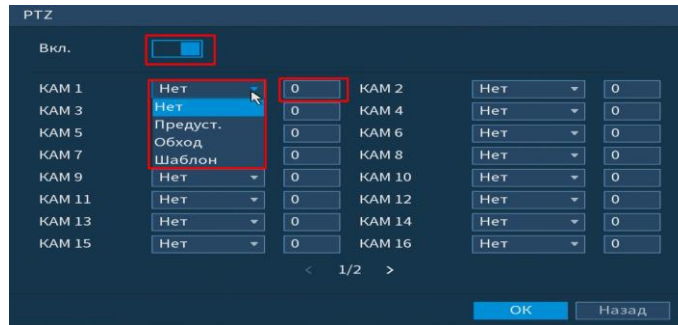 PTZ
Вкл.
КАМ 1 Нет 0 КАМ 2 Нет 0
КАМ 3 Нет 0 КАМ 4 Нет 0
КАМ 5 Предуст. 0 КАМ 6 Нет 0
Обход
КАМ 7 Шаблон 0 КАМ 8 Нет 0
КАМ 9 Нет 0 КАМ 10 Нет 0
КАМ 11 Нет 0 КАМ 12 Нет 0
КАМ 13 Нет 0 КАМ 14 Нет 0
КАМ 15 Нет 0 КАМ 16 Нет 0
< 1/2 >
ОК Назад